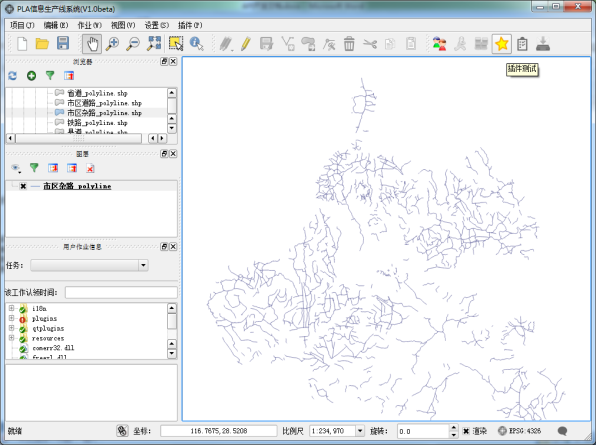 PLA信息生产线系统(V1.0beta)
项目(J) 编辑(E) 作业(W) 视图(V) 设置(S) 插件(P)
插件测试
浏览器
省道_polyline.shp
市区道路_polyline.shp
市区杂路_polyline.shp
铁路_polyline.shp
县道_polyline.shp
图层
市区杂路_polyline
用户作业信息
任务:
该工作认领时间:
i18n
plugins
qtplugins
resources
comerr32.dll
就绪 坐标: 116.7675,28.5208 比例尺 1:234,970 旋转: 0.0 渲染 EPSG:4326